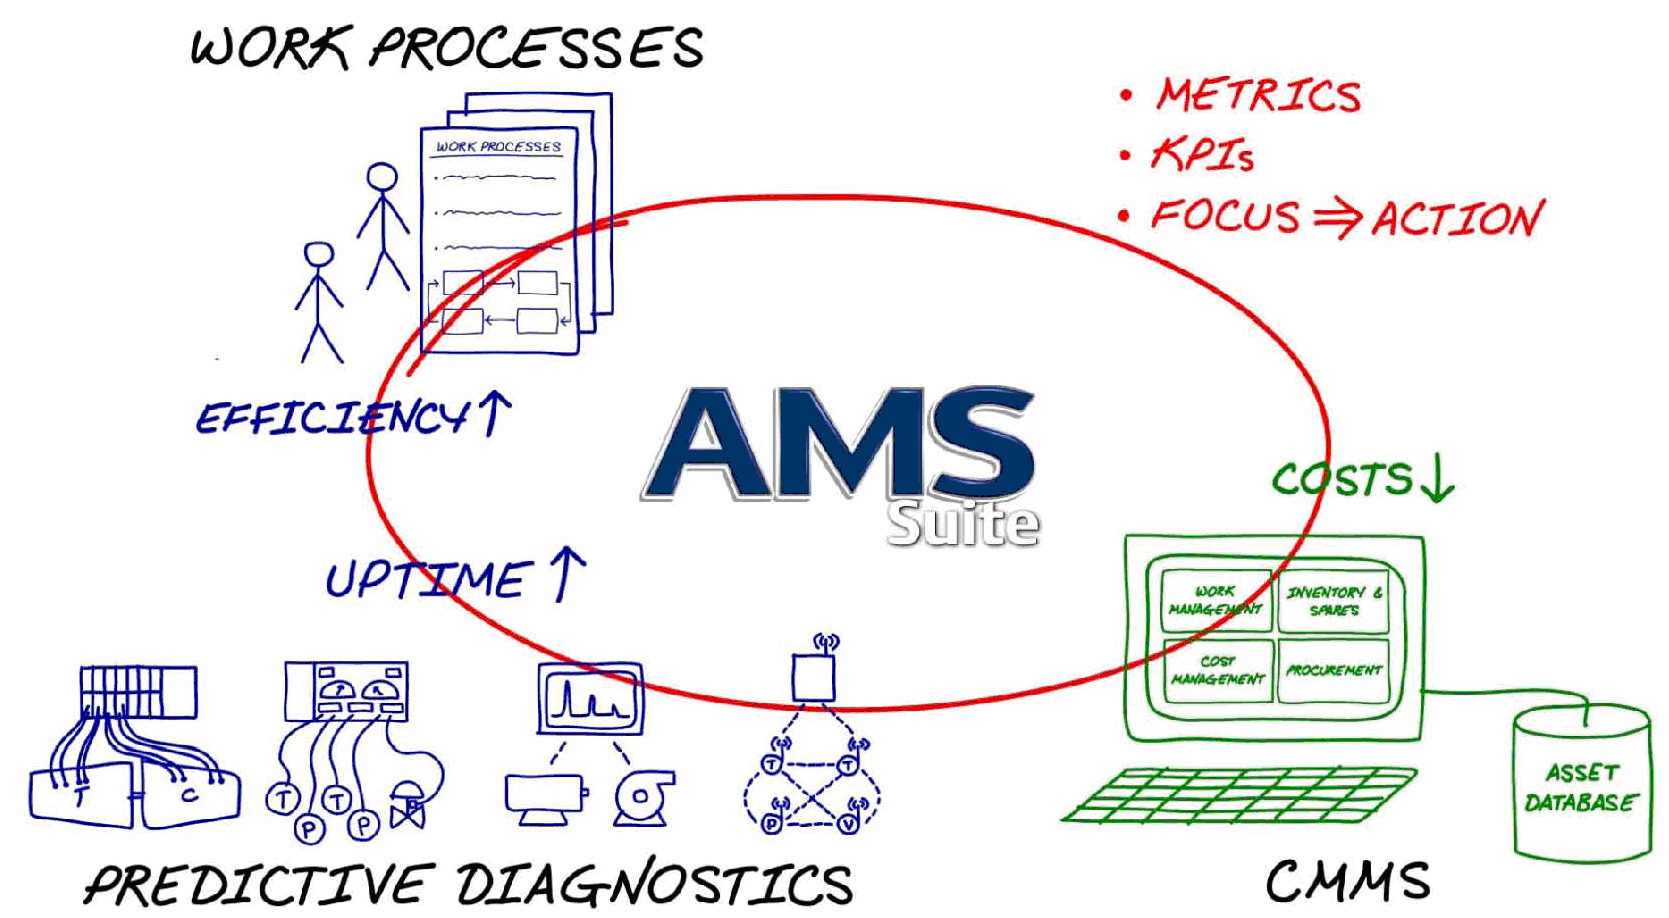 WORK PROCESSES
• METRICS
• KPIs
• FOCUS ⇒ ACTION
WORK PROCESSES
EFFICIENCY ↑
AMS
Suite
COSTS ↓
UPTIME ↑
WORK
MANAGEMENT
INVENTORY &
SPARES
COST
MANAGEMENT
PROCUREMENT
T
C
T
T
P
P
T
T
P
V
ASSET
DATABASE
PREDICTIVE DIAGNOSTICS
CMMS